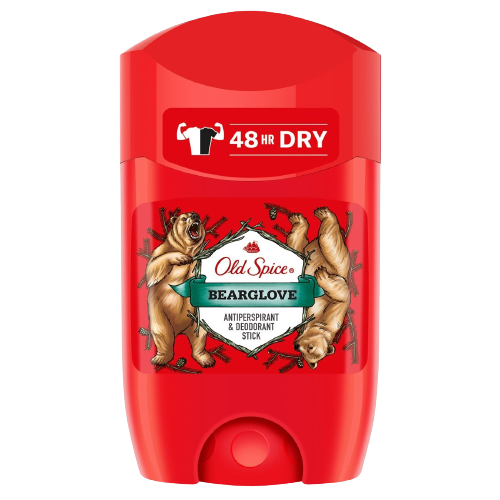 48 HR DRY
Old Spice®
BEARGLOVE
ANTIPERSPIRANT
& DEODORANT
STICK